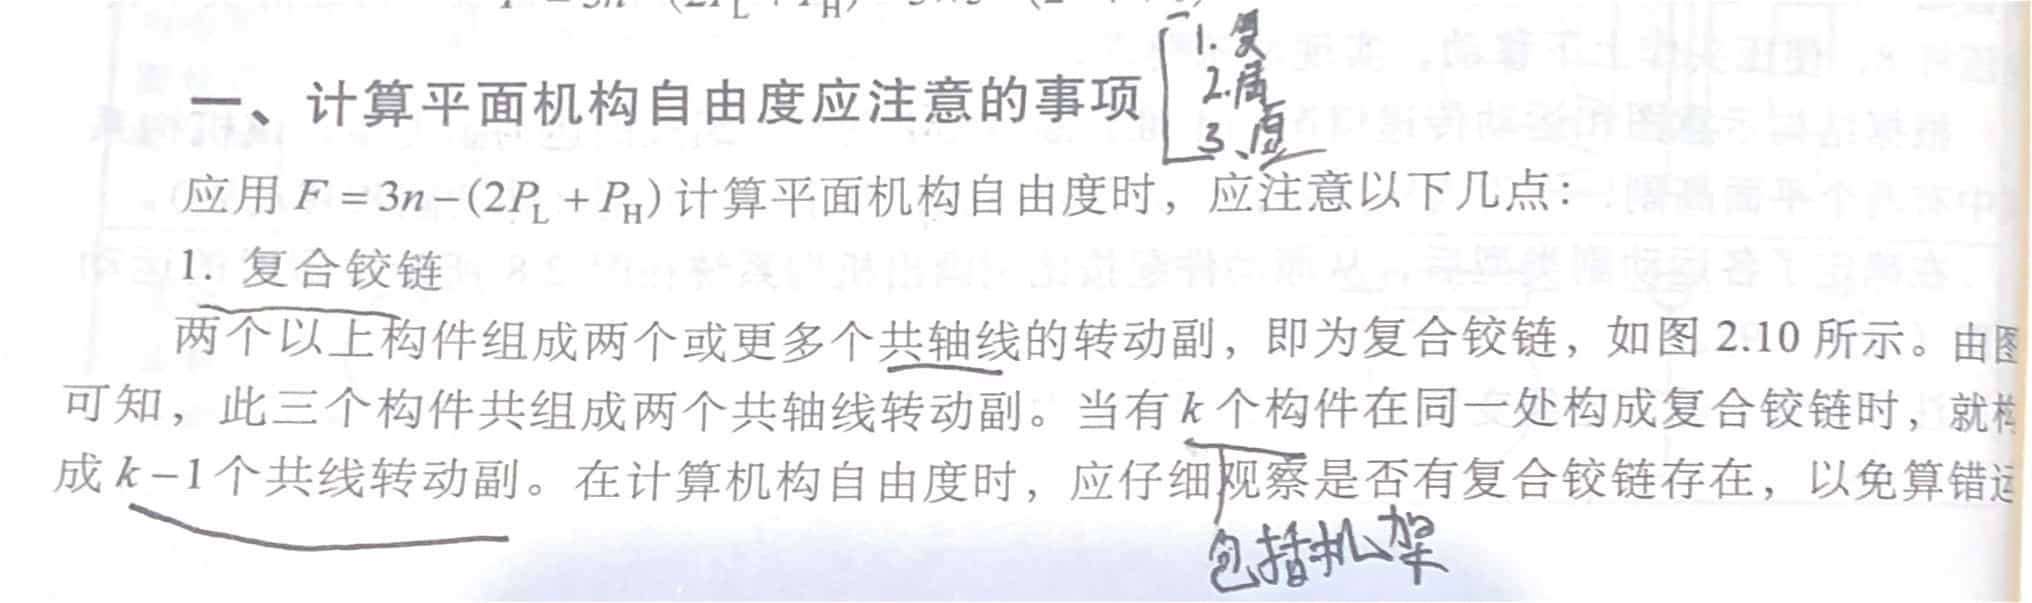 1. 复
2. 局
3、虚
一、计算平面机构自由度应注意的事项
应用 F = 3n-(2P_L + P_H) 计算平面机构自由度时，应注意以下几点：
1. 复合铰链
两个以上构件组成两个或更多个共轴线的转动副，即为复合铰链，如图 2.10 所示。由图
可知，此三个构件共组成两个共轴线转动副。当有 k 个构件在同一处构成复合铰链时，就构
成 k-1 个共线转动副。在计算机构自由度时，应仔细观察是否有复合铰链存在，以免算错运
包括机架